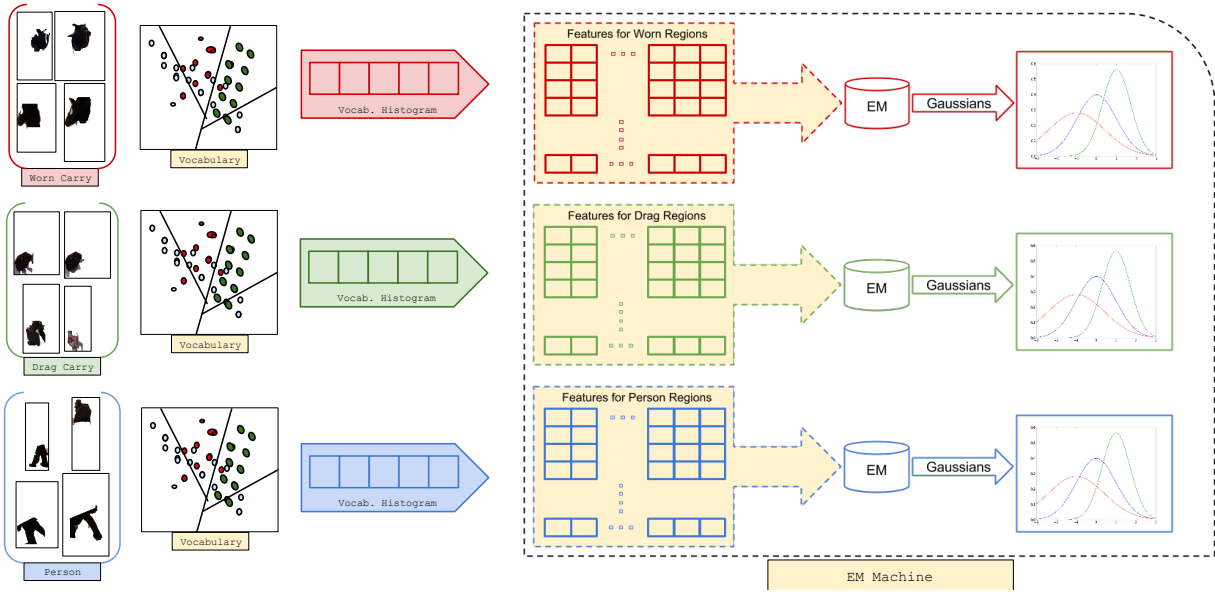 Features for Worn Regions
EM
Gaussians
Vocab. Histogram
Vocabulary
Worn Carry
Features for Drag Regions
EM
Gaussians
Vocab. Histogram
Vocabulary
Drag Carry
Features for Person Regions
EM
Gaussians
Vocab. Histogram
Vocabulary
Person
EM Machine